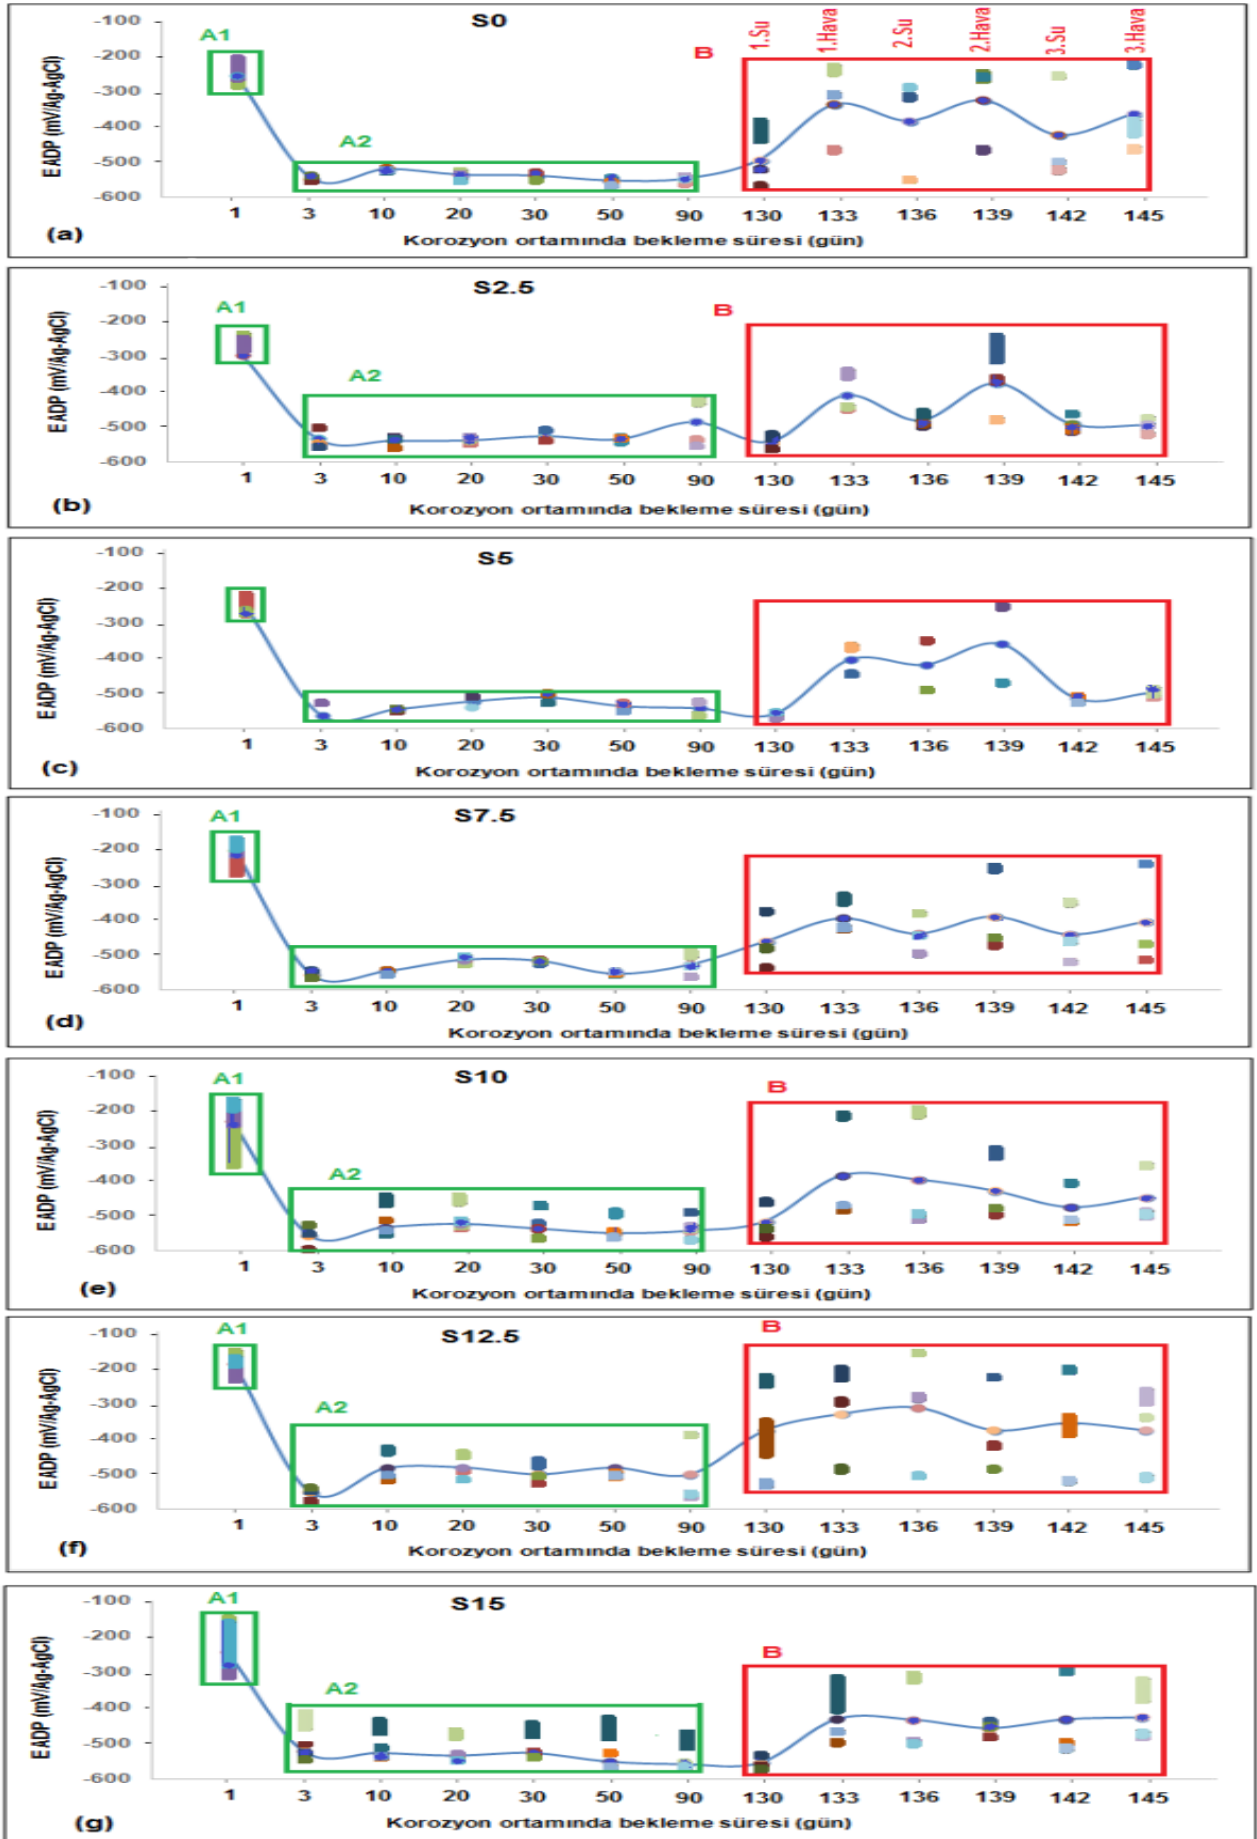 S0
A1
A2
B
1.Su
1.Hava
2.Su
2.Hava
3.Su
3.Hava
EADP (mV/Ag-AgCl)
-100
-200
-300
-400
-500
-600
1 3 10 20 30 50 90 130 133 136 139 142 145
(a)
Korozyon ortamında bekleme süresi (gün)
S2.5
A1
A2
B
EADP (mV/Ag-AgCl)
-100
-200
-300
-400
-500
-600
1 3 10 20 30 50 90 130 133 136 139 142 145
(b)
Korozyon ortamında bekleme süresi (gün)
S5
EADP (mV/Ag-AgCl)
-100
-200
-300
-400
-500
-600
1 3 10 20 30 50 90 130 133 136 139 142 145
(c)
Korozyon ortamında bekleme süresi (gün)
S7.5
A1
EADP (mV/Ag-AgCl)
-100
-200
-300
-400
-500
-600
1 3 10 20 30 50 90 130 133 136 139 142 145
(d)
Korozyon ortamında bekleme süresi (gün)
S10
A1
A2
B
EADP (mV/Ag-AgCl)
-100
-200
-300
-400
-500
-600
1 3 10 20 30 50 90 130 133 136 139 142 145
(e)
Korozyon ortamında bekleme süresi (gün)
S12.5
A1
A2
B
EADP (mV/Ag-AgCl)
-100
-200
-300
-400
-500
-600
1 3 10 20 30 50 90 130 133 136 139 142 145
(f)
Korozyon ortamında bekleme süresi (gün)
S15
A1
A2
B
EADP (mV/Ag-AgCl)
-100
-200
-300
-400
-500
-600
1 3 10 20 30 50 90 130 133 136 139 142 145
(g)
Korozyon ortamında bekleme süresi (gün)